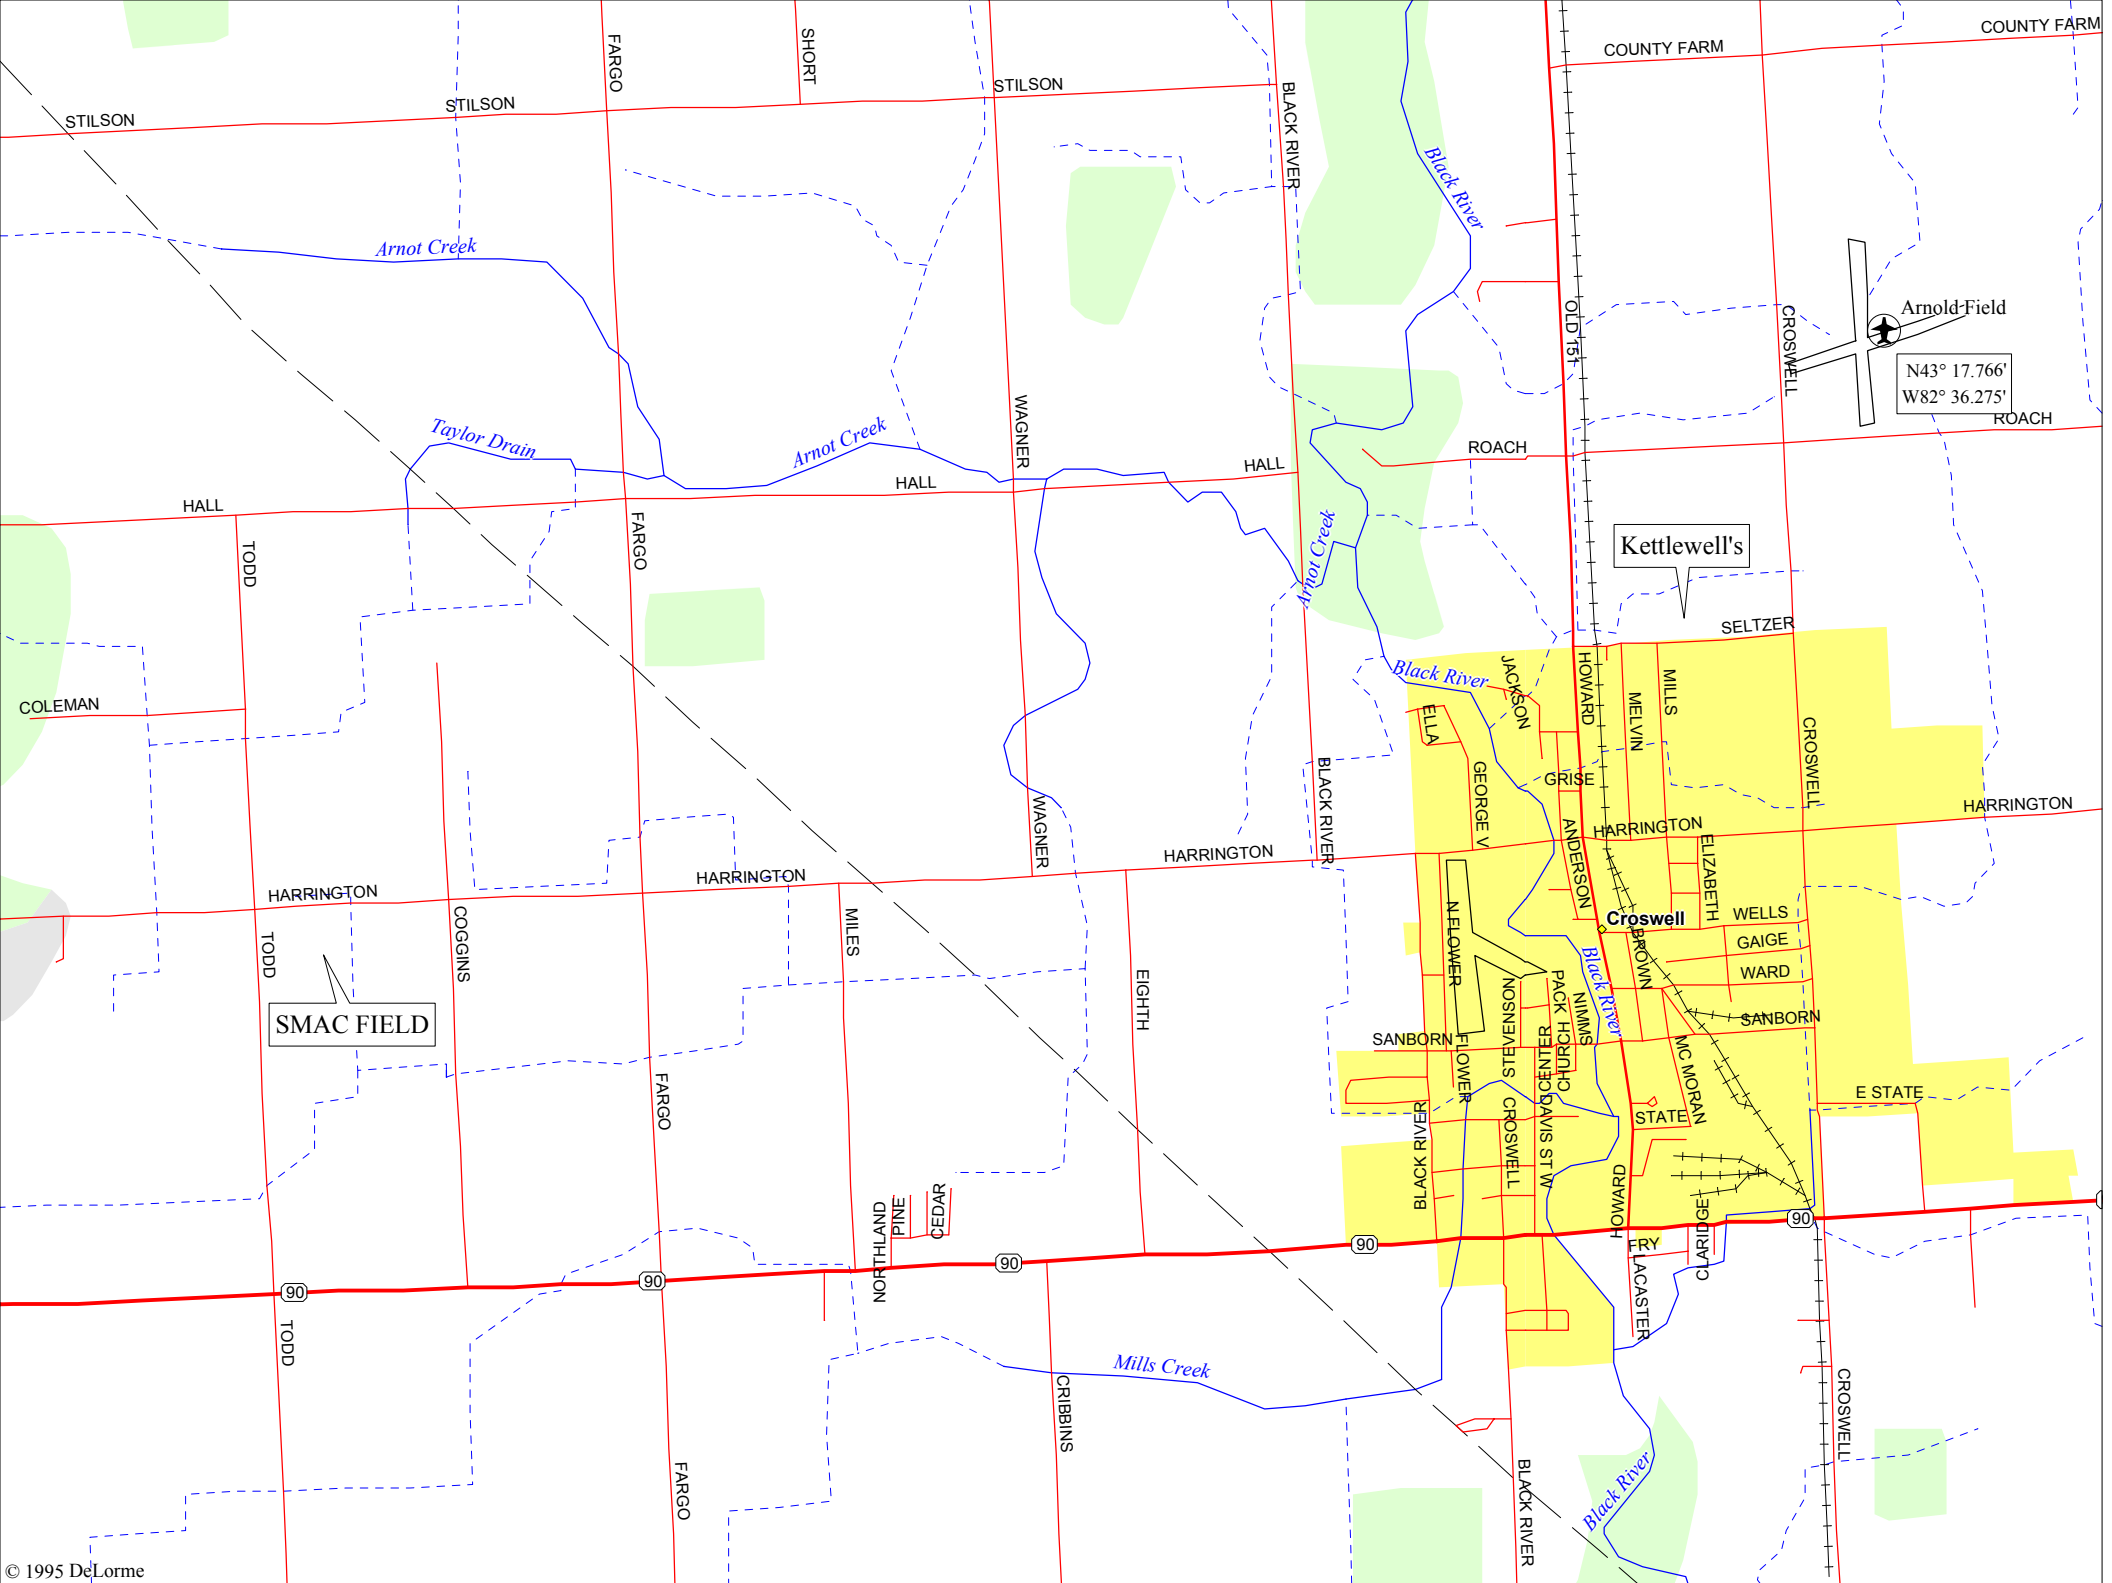 COUNTY FARM
COUNTY FARM
FARGO
SHORT
STILSON
STILSON
STILSON
BLACK RIVER
Black River
Arnot Creek
OLD 151
CROSWELL
Arnold Field
N43° 17.766'
W82° 36.275'
ROACH
ROACH
WAGNER
Taylor Drain
Arnot Creek
HALL
HALL
HALL
FARGO
TODD
Arnot Creek
Kettlewell's
SELTZER
COLEMAN
Black River
JACKSON
HOWARD
MELVIN
MILLS
ELLA
CROSWELL
GEORGE V
GRISE
BLACK RIVER
WAGNER
HARRINGTON
HARRINGTON
HARRINGTON
HARRINGTON
HARRINGTON
ANDERSON
ELIZABETH
TODD
COGGINS
MILES
N FLOWER
Croswell
WELLS
GAIGE
WARD
BROWN
Black River
EIGHTH
SMAC FIELD
STEVENSON
PACK
NIMMS
CHURCH
CENTER
SANBORN
SANBORN
FLOWER
MC MORAN
FARGO
BLACK RIVER
CROSWELL
DAVIS ST W
STATE
E STATE
HOWARD
NORTHLAND
PINE
CEDAR
CLARIDGE
90
90
90
90
90
FRY
LACASTER
TODD
Mills Creek
CRIBBINS
CROSWELL
FARGO
BLACK RIVER
Black River
© 1995 DeLorme